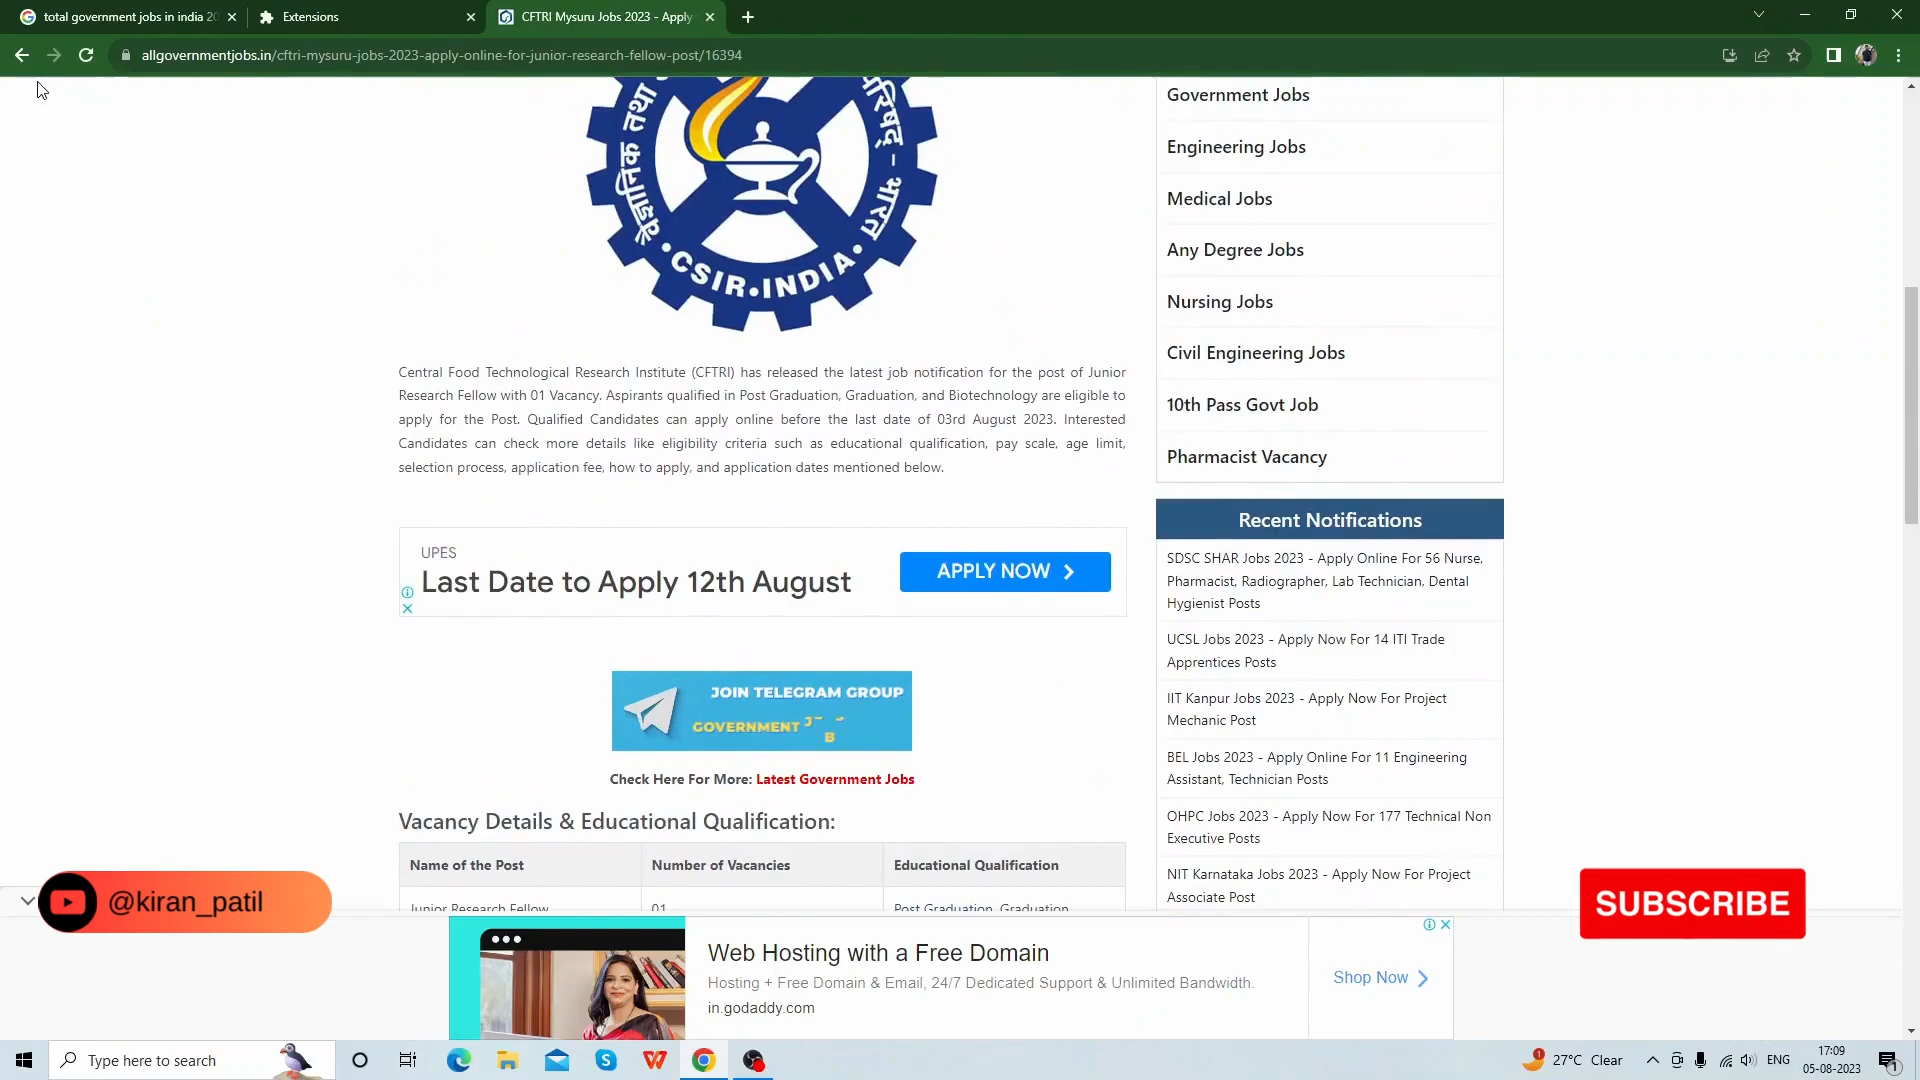 total government jobs in india 20
Extensions
CFTRI Mysuru Jobs 2023 - Apply
allgovernmentjobs.in/cftri-mysuru-jobs-2023-apply-online-for-junior-research-fellow-post/16394
CSIR•INDIA
Central Food Technological Research Institute (CFTRI) has released the latest job notification for the post of Junior
Research Fellow with 01 Vacancy. Aspirants qualified in Post Graduation, Graduation, and Biotechnology are eligible to
apply for the Post. Qualified Candidates can apply online before the last date of 03rd August 2023. Interested
Candidates can check more details like eligibility criteria such as educational qualification, pay scale, age limit,
selection process, application fee, how to apply, and application dates mentioned below.
UPES
Last Date to Apply 12th August
APPLY NOW
JOIN TELEGRAM GROUP
GOVERNMENT J
B
Check Here For More: Latest Government Jobs
Vacancy Details & Educational Qualification:
Name of the Post
Number of Vacancies
Educational Qualification
Junior Research Fellow
01
Post Graduation, Graduation
Government Jobs
Engineering Jobs
Medical Jobs
Any Degree Jobs
Nursing Jobs
Civil Engineering Jobs
10th Pass Govt Job
Pharmacist Vacancy
Recent Notifications
SDSC SHAR Jobs 2023 - Apply Online For 56 Nurse,
Pharmacist, Radiographer, Lab Technician, Dental
Hygienist Posts
UCSL Jobs 2023 - Apply Now For 14 ITI Trade
Apprentices Posts
IIT Kanpur Jobs 2023 - Apply Now For Project
Mechanic Post
BEL Jobs 2023 - Apply Online For 11 Engineering
Assistant, Technician Posts
OHPC Jobs 2023 - Apply Now For 177 Technical Non
Executive Posts
NIT Karnataka Jobs 2023 - Apply Now For Project
Associate Post
@kiran_patil
SUBSCRIBE
Web Hosting with a Free Domain
Hosting + Free Domain & Email, 24/7 Dedicated Support & Unlimited Bandwidth.
in.godaddy.com
Shop Now
Type here to search
1
27°C Clear
ENG
17:09
05-08-2023
1